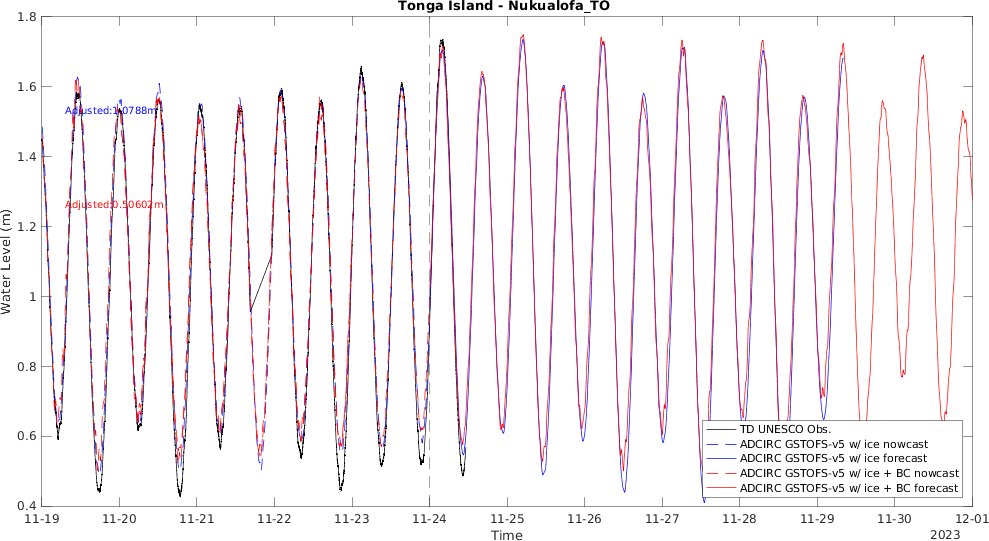 Tonga Island - Nukualofa_TO
1.8
1.6
1.4
1.2
1
0.8
0.6
0.4
Water Level (m)
Adjusted:1.0788m
Adjusted:0.50602m
TD UNESCO Obs.
ADCIRC GSTOFS-v5 w/ ice nowcast
ADCIRC GSTOFS-v5 w/ ice forecast
ADCIRC GSTOFS-v5 w/ ice + BC nowcast
ADCIRC GSTOFS-v5 w/ ice + BC forecast
11-19 11-20 11-21 11-22 11-23 11-24 11-25 11-26 11-27 11-28 11-29 11-30 12-01
Time
2023